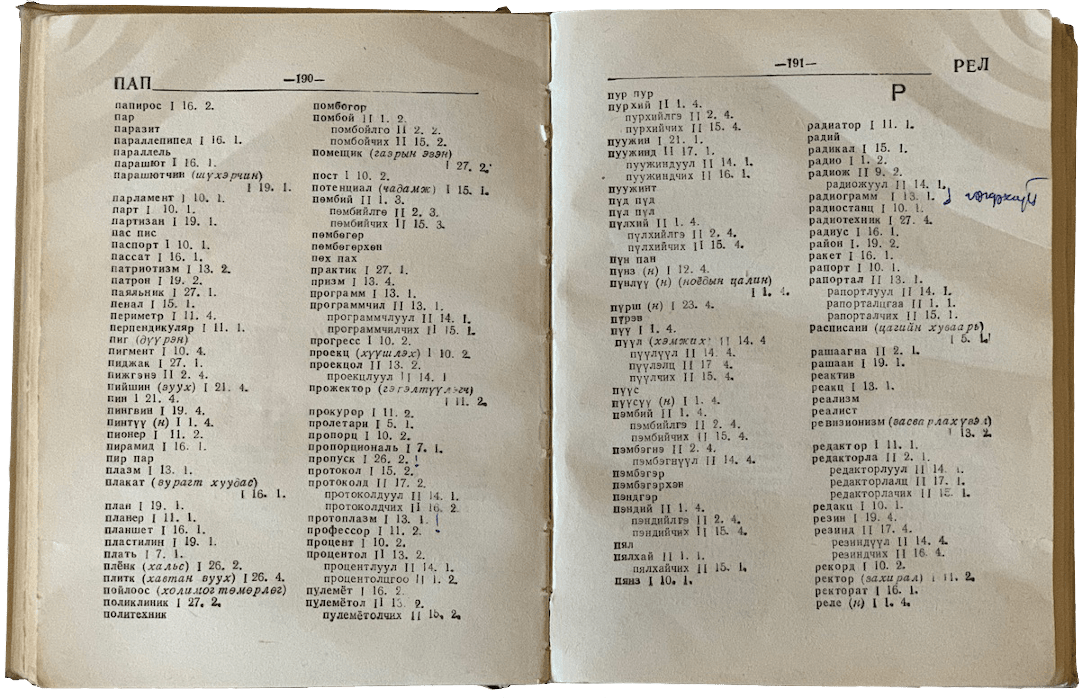 ПАП
—190—
папирос I 16. 2.
пар
паразит
параллепипед I 16. 1.
параллель
парашют I 16. 1.
парашютчин (шүхэрчин)
I 19. 1.
парламент I 10. 1.
парт I 10. 1.
партизан I 19. 1.
пас пис
паспорт I 10. 1.
пассат I 16. 1.
патриотизм I 13. 2.
патрон I 19. 2.
паяльник I 27. 1.
пенал I 15. 1.
периметр I 11. 4.
перпендикуляр I 11. 1.
пиг (дүүрэн)
пигмент I 10. 4.
пиджак I 27. 1.
пижгэнэ II 2. 4.
пийшин (зуух) I 21. 4.
пин I 21. 4.
пингвин I 19. 4.
пинтүү (н) I 1. 4.
пионер I 11. 2.
пирамид I 16. 1.
пир пар
плазм I 13. 1.
плакат (зурагт хуудас)
I 16. 1.
план I 19. 1.
планер I 11. 1.
планшет I 16. 1.
пластилин I 19. 1.
плать I 7. 1.
плёнк (хальс) I 26. 2.
плитк (хавтан зуух) I 26. 4.
пойлоос (холимог төмөрлөг)
поликлиник I 27. 2.
политехник
помбогор
помбой II 1. 2.
помбойлго II 2. 2.
помбойчих II 15. 2.
помещик (газрын эзэн)
I 27. 2.
пост I 10. 2.
потенциал (чадамж) I 15. 1.
пөмбий II 1. 3.
пөмбийлгө II 2. 3.
пөмбийчих II 15. 3.
пөмбөгөр
пөмбөгөрхөн
пөх пах
практик I 27. 1.
призм I 13. 4.
программ I 13. 1.
программчил II 13. 1.
программчлуул II 14. 1.
программчилчих II 15. 1.
прогресс I 10. 2.
проекц (хүүшлэх) I 10. 2.
проекцол II 13. 2.
проекцлуул II 14. 1
прожектор (гэгэлтүүлэгч)
I 11. 2.
прокурор I 11. 2.
пролетари I 5. 1.
пропорц I 10. 2.
пропорциональ I 7. 1.
пропуск I 26. 2.
протокол I 15. 2.
протоколд II 17. 2.
протоколдуул II 14. 1.
протоколдчих II 16. 2.
протоплазм I 13. 1.
профессор I 11. 2.
процент I 10. 2.
процентол II 13. 2.
процентлуул II 14. 1.
процентолцгоо II 1. 2.
пулемёт I 16. 2.
пулемётол II 13. 2.
пулемётолчих II 15. 2.
—191—
РЕЛ
пур пур
пурхий II 1. 4.
пурхийлгэ II 2. 4.
пурхийчих II 15. 4.
пуужин I 21. 1.
пуужинд II 17. 1.
пуужиндуул II 14. 1.
пуужиндчих II 16. 1.
пуужинт
пүд пүд
пүл пүл
пүлхий II 1. 4.
пүлхийлгэ II 2. 4.
пүлхийчих II 15. 4.
пүн пан
пүнз (н) I 12. 4.
пүнлүү (н) (ноёдын цалин)
I 1. 4.
пүрш (н) I 23. 4.
пүрэв
пүү I 1. 4.
пүүл (хэмжих) II 14. 4
пүүлүүл II 14. 4.
пүүлэлц II 17 4.
пүүлчих II 15. 4.
пүүс
пүүсүү (н) I 1. 4.
пэмбий II 1. 4.
пэмбийлгэ II 2. 4.
пэмбийчих II 15. 4.
пэмбэгнэ II 2. 4.
пэмбэгнүүл II 14. 4.
пэмбэгэр
пэмбэгэрхэн
пэндгэр
пэндий II 1. 4.
пэндийлгэ II 2. 4.
пэндийчих II 15. 4.
пял
пялхай II 1. 1.
пялхайчих II 15. 1.
пянз I 10. 1.
Р
радиатор I 11. 1.
радий
радикал I 15. 1.
радио I 1. 2.
радиож II 9. 2.
радиожуул II 14. 1.
радиограмм I 13. 1.
радиостанц I 10. 1.
радиотехник I 27. 4.
радиус I 16. 1.
район I. 19. 2.
ракет I 16. 1.
рапорт I 10. 1.
рапортал II 13. 1.
рапортлуул II 14. 1.
рапорталцгаа II 1. 1.
рапорталчих II 15. 1.
расписани (цагийн хуваарь)
I 5. 1.
рашаагна II 2. 1.
рашаан I 19. 1.
реактив
реакц I 13. 1.
реализм
реалист
ревизионизм (засварлахүзэл)
I 13. 2.
редактор I 11. 1.
редакторла II 2. 1.
редакторлуул II 14. 1.
редакторлалц II 17. 1.
редакторлачих II 15. 1.
редакц I 10. 1.
резин I 19. 4.
резинд II 17. 4.
резиндүүл II 14. 4.
резиндчих II 16 4.
рекорд I 10. 2.
ректор (захирал) I 11. 2.
ректорат I 16. 1.
реле (н) I 1. 4.